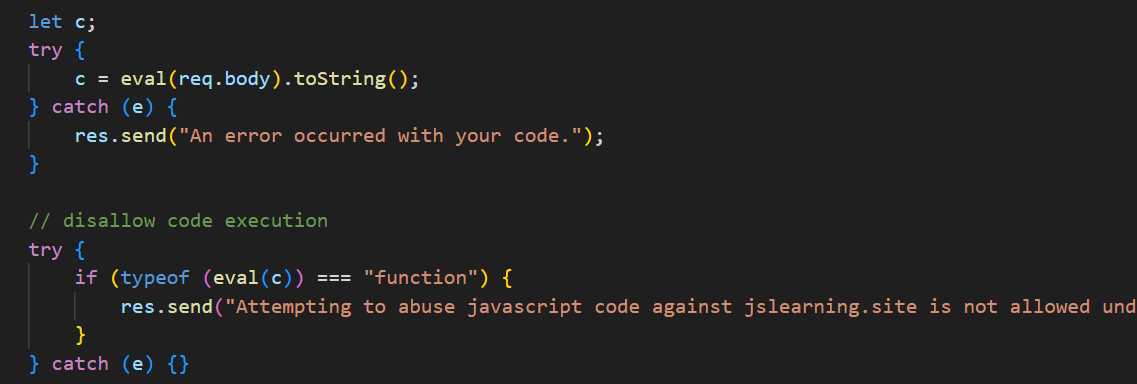 let c;
try {
    c = eval(req.body).toString();
} catch (e) {
    res.send("An error occurred with your code.");
}

// disallow code execution
try {
    if (typeof (eval(c)) === "function") {
        res.send("Attempting to abuse javascript code against jslearning.site is not allowed und
    }
} catch (e) {}